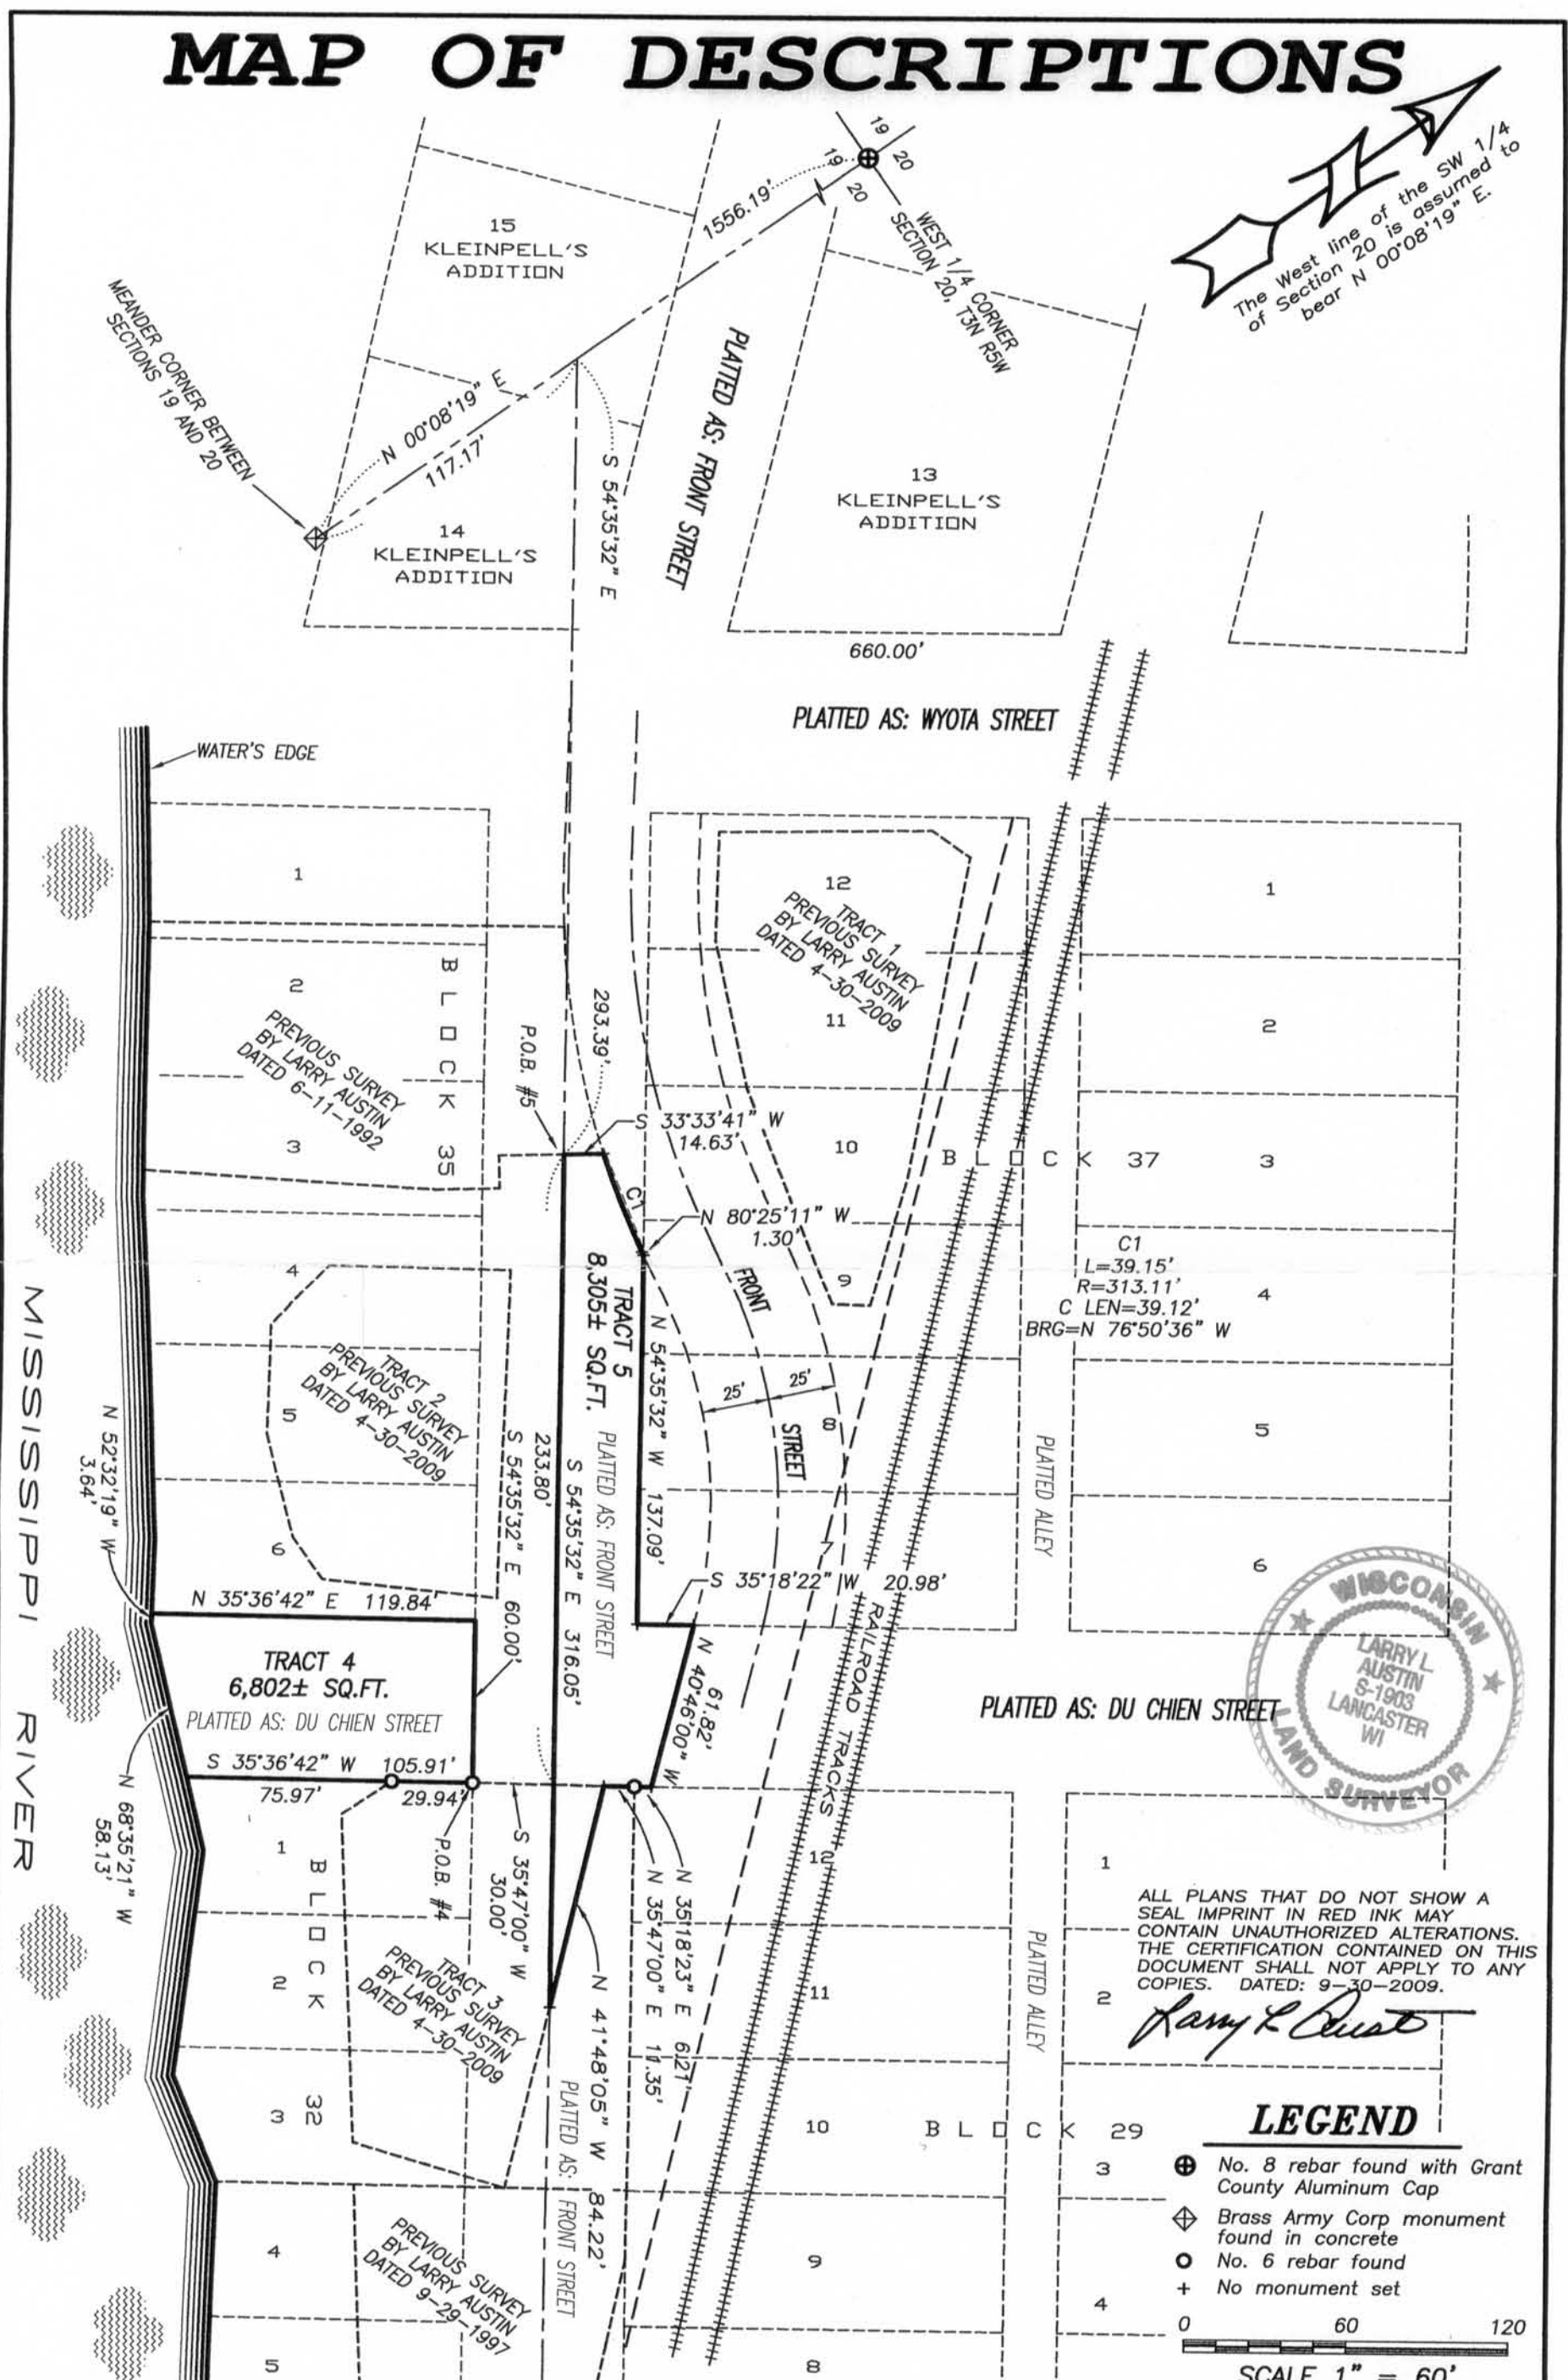 MAP OF DESCRIPTIONS
19
20
19
20
1556.19'
WEST 1/4 CORNER
SECTION 20, T3N R5W
N
The West line of the SW 1/4
of Section 20 is assumed to
bear N 00°08'19" E.
15
KLEINPELL'S
ADDITION
MEANDER CORNER BETWEEN
SECTIONS 19 AND 20
N 00°08'19" E
117.17'
S 54°35'32" E
PLATTED AS: FRONT STREET
13
KLEINPELL'S
ADDITION
14
KLEINPELL'S
ADDITION
660.00'
PLATTED AS: WYOTA STREET
WATER'S EDGE
1
2
BLOCK 35
PREVIOUS SURVEY
BY LARRY AUSTIN
DATED 6-11-1992
3
P.O.B. #5
293.39'
12
TRACT 1
PREVIOUS SURVEY
BY LARRY AUSTIN
DATED 4-30-2009
11
1
2
S 33°33'41" W
14.63'
10
BLOCK 37
3
C1
N 80°25'11" W
1.30'
C1
L=39.15'
R=313.11'
C LEN=39.12'
BRG=N 76°50'36" W
4
4
9
FRONT
STREET
TRACT 5
8,305± SQ.FT.
N 54°35'32" W 137.09'
25'
25'
8
TRACT 2
PREVIOUS SURVEY
BY LARRY AUSTIN
DATED 4-30-2009
5
5
PLATTED ALLEY
S 54°35'32" E 60.00'
233.80'
S 54°35'32" E 316.05'
PLATTED AS: FRONT STREET
MISSISSIPPI RIVER
N 52°32'19" W
3.64'
6
7
6
S 35°18'22" W 20.98'
N 35°36'42" E 119.84'
RAILROAD TRACKS
WISCONSIN
LARRY L
AUSTIN
S-1903
LANCASTER
WI
LAND SURVEYOR
TRACT 4
6,802± SQ.FT.
PLATTED AS: DU CHIEN STREET
N 40°46'00" W
61.82'
PLATTED AS: DU CHIEN STREET
S 35°36'42" W 105.91'
75.97'
29.94'
N 68°35'21" W
58.13'
P.O.B. #4
S 35°47'00" W
30.00'
N 35°18'23" E 6.21'
N 35°47'00" E 11.35'
N 41°48'05" W 84.22'
1
BLOCK 32
2
3
TRACT 3
PREVIOUS SURVEY
BY LARRY AUSTIN
DATED 4-30-2009
12
11
10
PLATTED ALLEY
1
2
ALL PLANS THAT DO NOT SHOW A
SEAL IMPRINT IN RED INK MAY
CONTAIN UNAUTHORIZED ALTERATIONS.
THE CERTIFICATION CONTAINED ON THIS
DOCUMENT SHALL NOT APPLY TO ANY
COPIES. DATED: 9-30-2009.
Larry L Austin
BLOCK 29
3
PLATTED AS: FRONT STREET
4
PREVIOUS SURVEY
BY LARRY AUSTIN
DATED 9-29-1997
9
4
5
8
LEGEND
No. 8 rebar found with Grant
County Aluminum Cap
Brass Army Corp monument
found in concrete
No. 6 rebar found
+ No monument set
0 60 120
SCALE 1" = 60'